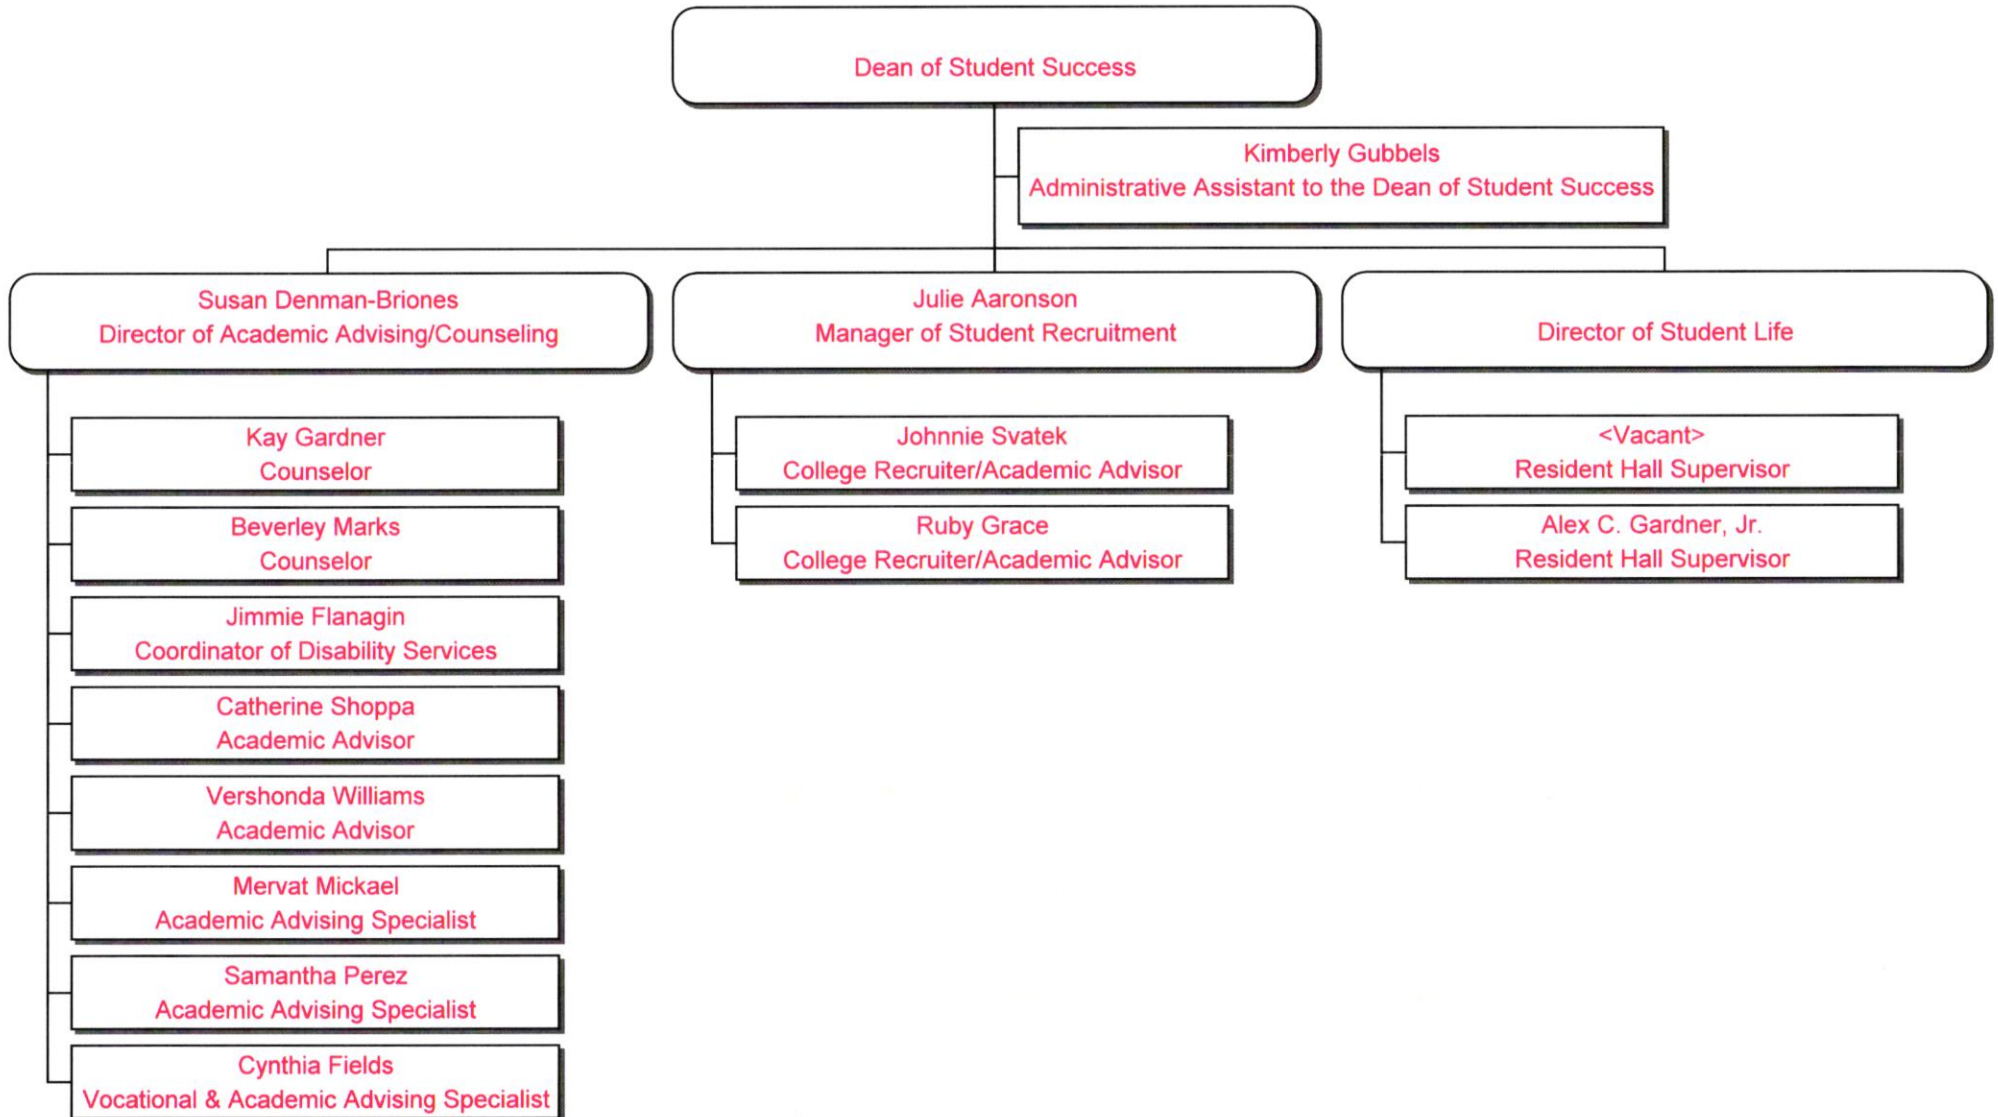 Dean of Student Success
Kimberly Gubbels
Administrative Assistant to the Dean of Student Success
Susan Denman-Briones
Director of Academic Advising/Counseling
Kay Gardner
Counselor
Beverley Marks
Counselor
Jimmie Flanagin
Coordinator of Disability Services
Catherine Shoppa
Academic Advisor
Vershonda Williams
Academic Advisor
Mervat Mickael
Academic Advising Specialist
Samantha Perez
Academic Advising Specialist
Cynthia Fields
Vocational & Academic Advising Specialist
Julie Aaronson
Manager of Student Recruitment
Johnnie Svatek
College Recruiter/Academic Advisor
Ruby Grace
College Recruiter/Academic Advisor
Director of Student Life
<Vacant>
Resident Hall Supervisor
Alex C. Gardner, Jr.
Resident Hall Supervisor